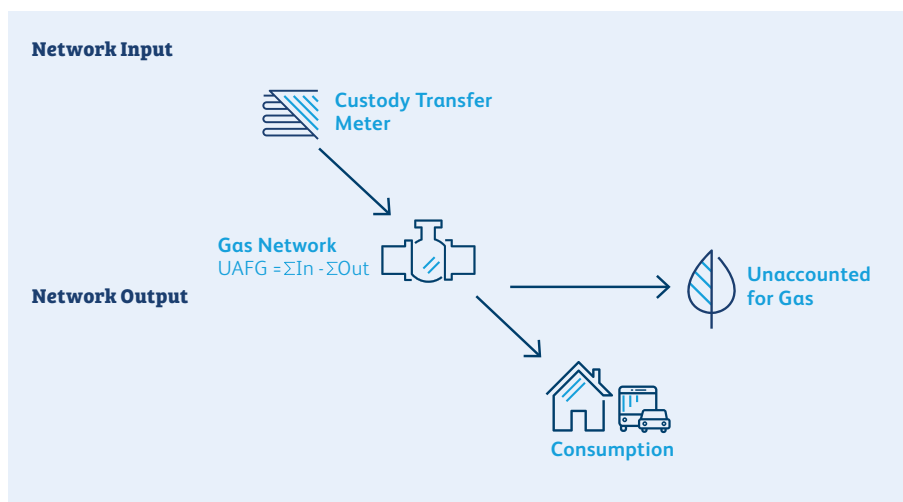 Network Input
Custody Transfer
Meter
Gas Network
UAFG =ΣIn -ΣOut
Network Output
Unaccounted
for Gas
Consumption